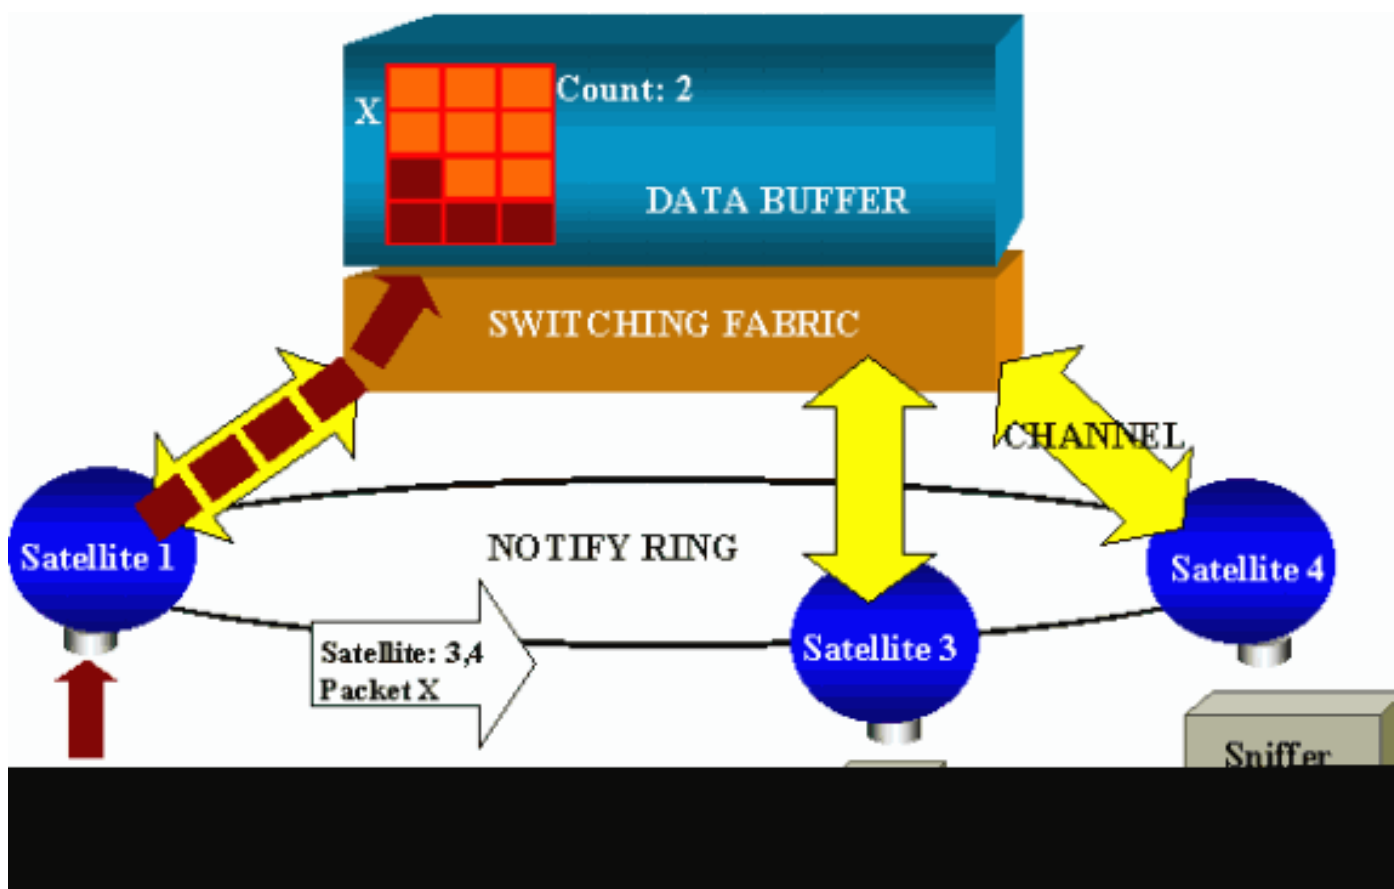 Count: 2
X
DATA BUFFER
SWITCHING FABRIC
CHANNEL
NOTIFY RING
Satellite 1
Satellite 4
Satellite: 3,4
Packet X
Satellite 3
Sniffer